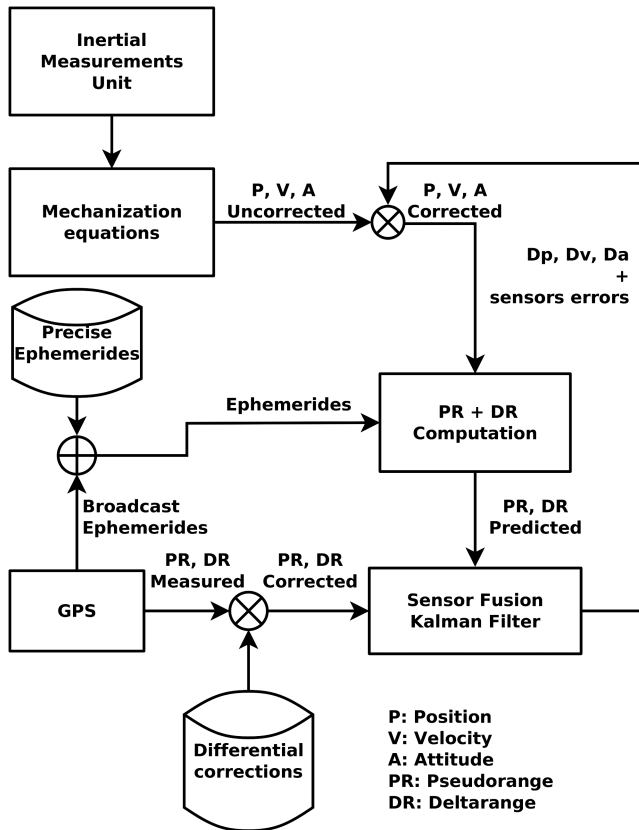 Inertial
Measurements
Unit
Mechanization
equations
P, V, A
Uncorrected
P, V, A
Corrected
Dp, Dv, Da
+
sensors errors
Precise
Ephemerides
Ephemerides
PR + DR
Computation
Broadcast
Ephemerides
PR, DR
Predicted
GPS
PR, DR
Measured
PR, DR
Corrected
Sensor Fusion
Kalman Filter
Differential
corrections
P: Position
V: Velocity
A: Attitude
PR: Pseudorange
DR: Deltarange